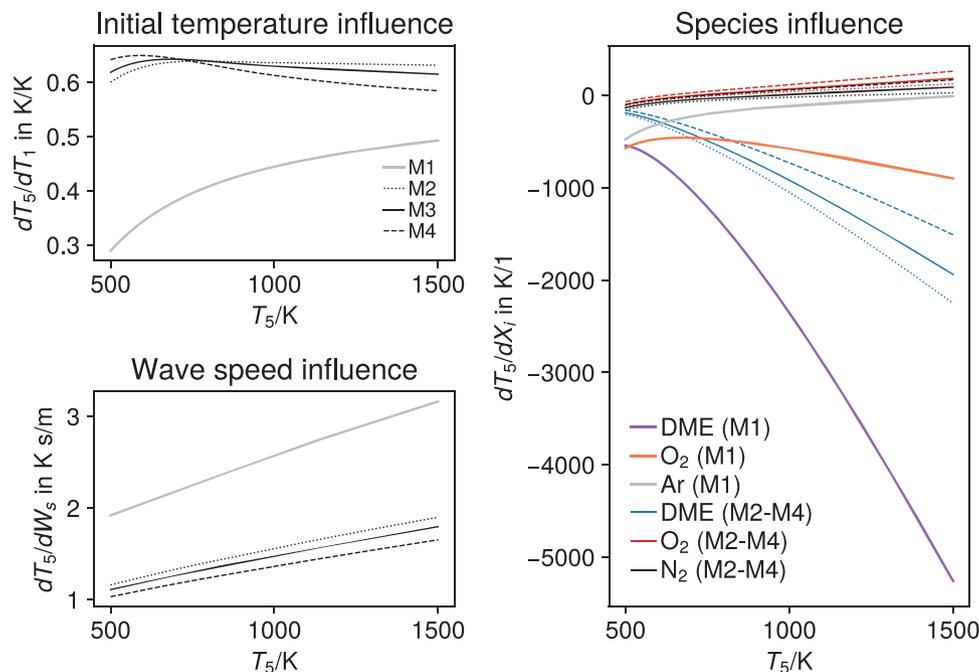 Initial temperature influence
dT₅/dT₁ in K/K
0.6
0.5
0.4
0.3
M1
M2
M3
M4
500
1000
1500
T₅/K
Wave speed influence
dT₅/dWₛ in K s/m
3
2
1
500
1000
1500
T₅/K
Species influence
dT₅/dXᵢ in K/1
0
−1000
−2000
−3000
−4000
−5000
DME (M1)
O₂ (M1)
Ar (M1)
DME (M2-M4)
O₂ (M2-M4)
N₂ (M2-M4)
500
1000
1500
T₅/K